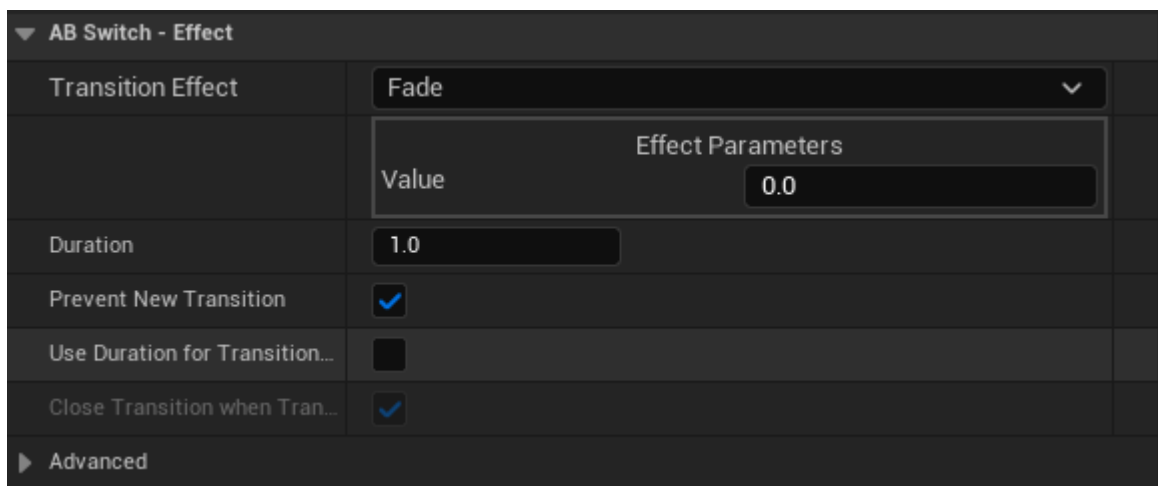 AB Switch - Effect
Transition Effect
Fade
Effect Parameters
Value
0.0
Duration
1.0
Prevent New Transition
Use Duration for Transition...
Close Transition when Tran...
Advanced